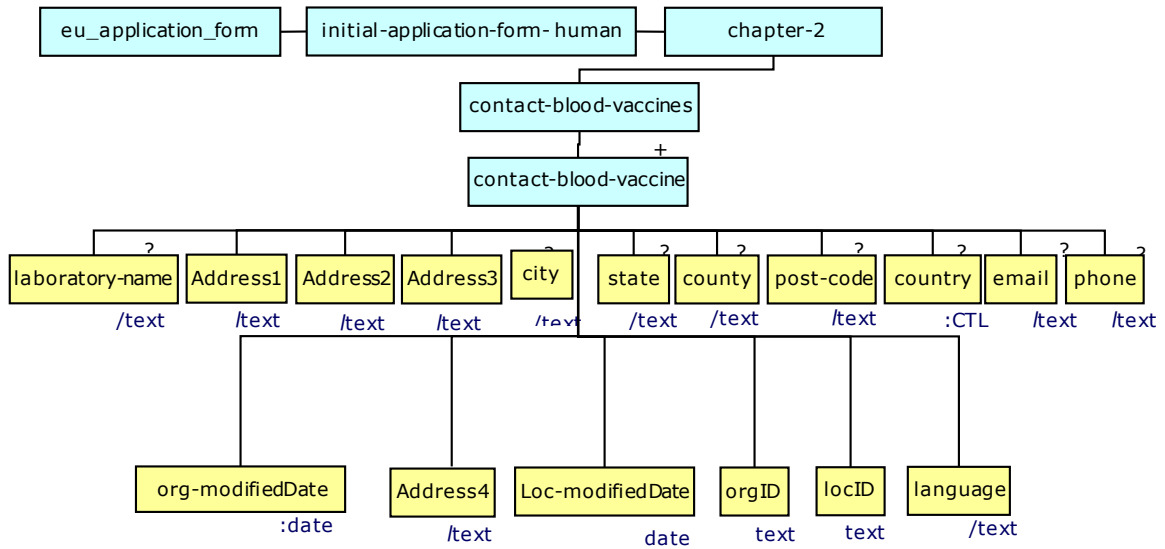 eu_application_form initial-application-form-human chapter-2
contact-blood-vaccines
+
contact-blood-vaccine
? ? ? ? ? ? ? ?
laboratory-name Address1 Address2 Address3 city state county post-code country email phone
/text /text /text /text /text /text /text /text :CTL /text /text
org-modifiedDate Address4 Loc-modifiedDate orgID locID language
:date /text date text text /text